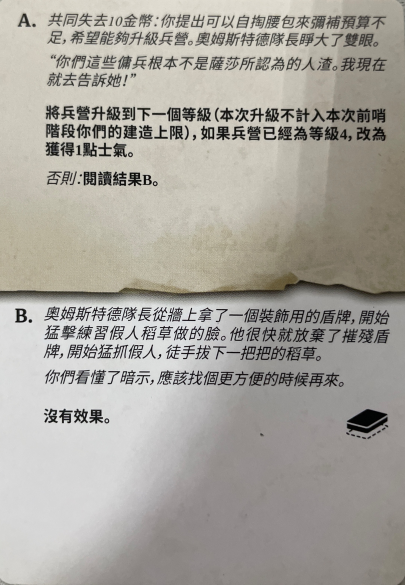 A. 共同失去10金幣：你提出可以自掏腰包來彌補預算不
足，希望能夠升級兵營。奧姆斯特德隊長睜大了雙眼。
“你們這些傭兵根本不是薩莎所認為的人渣。我現在
就去告訴她！”
將兵營升級到下一個等級（本次升級不計入本次前哨
階段你們的建造上限），如果兵營已經為等級4，改為
獲得1點士氣。
否則：閱讀結果B。
B. 奧姆斯特德隊長從牆上拿了一個裝飾用的盾牌，開始
猛擊練習假人稻草做的臉。他很快就放棄了摧殘盾
牌，開始猛抓假人，徒手拔下一把把的稻草。
你們看懂了暗示，應該找個更方便的時候再來。
沒有效果。